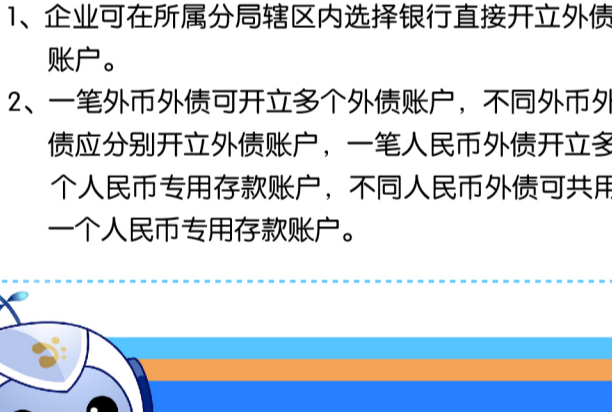 1、企业可在所属分局辖区内选择银行直接开立外债
账户。
2、一笔外币外债可开立多个外债账户，不同外币外
债应分别开立外债账户，一笔人民币外债开立多
个人民币专用存款账户，不同人民币外债可共用
一个人民币专用存款账户。